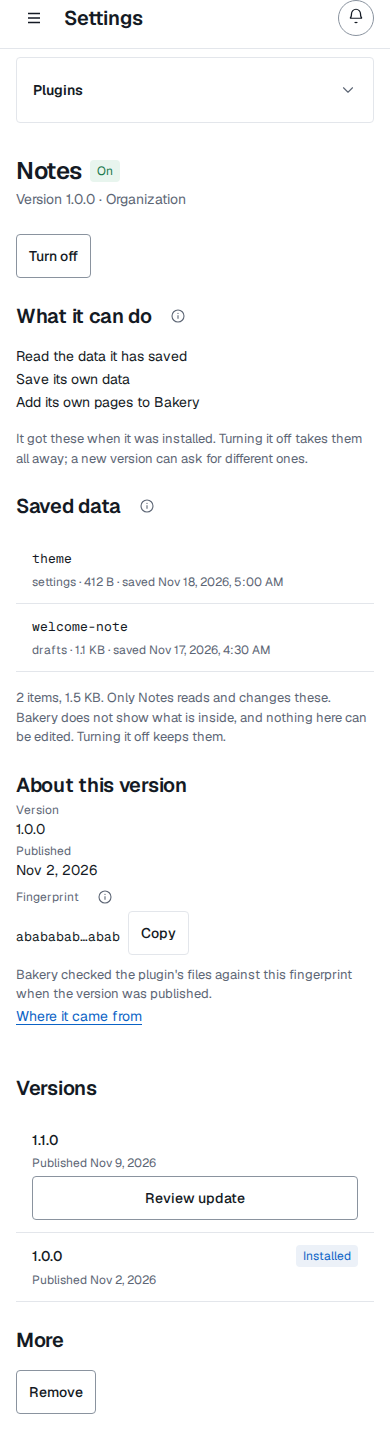 Settings
Plugins
Notes On
Version 1.0.0 · Organization
Turn off
What it can do
Read the data it has saved
Save its own data
Add its own pages to Bakery
It got these when it was installed. Turning it off takes them
all away; a new version can ask for different ones.
Saved data
theme
settings · 412 B · saved Nov 18, 2026, 5:00 AM
welcome-note
drafts · 1.1 KB · saved Nov 17, 2026, 4:30 AM
2 items, 1.5 KB. Only Notes reads and changes these.
Bakery does not show what is inside, and nothing here can
be edited. Turning it off keeps them.
About this version
Version
1.0.0
Published
Nov 2, 2026
Fingerprint
abababab…abab Copy
Bakery checked the plugin's files against this fingerprint
when the version was published.
Where it came from
Versions
1.1.0
Published Nov 9, 2026
Review update
1.0.0 Installed
Published Nov 2, 2026
More
Remove